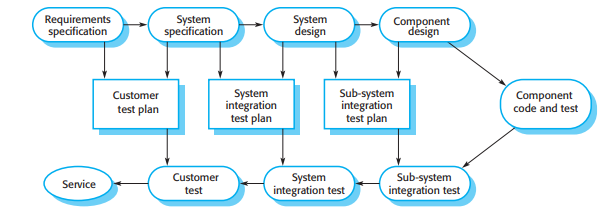 Requirements
specification
System
specification
System
design
Component
design
Customer
test plan
System
integration
test plan
Sub-system
integration
test plan
Component
code and test
Service
Customer
test
System
integration test
Sub-system
integration test